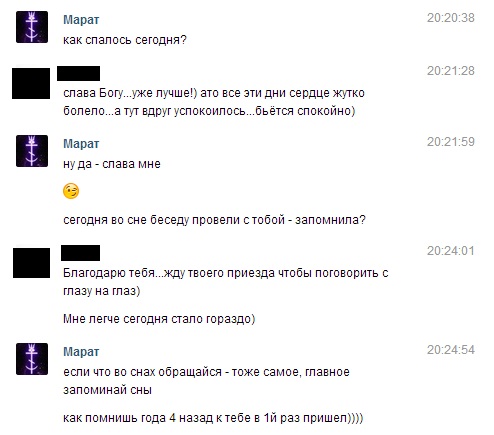 Марат 20:20:38
как спалось сегодня?
20:21:28
слава Богу...уже лучше!) ато все эти дни сердце жутко
болело...а тут вдруг успокоилось...бьётся спокойно)
Марат 20:21:59
ну да - слава мне
сегодня во сне беседу провели с тобой - запомнила?
20:24:01
Благодарю тебя...жду твоего приезда чтобы поговорить с
глазу на глаз)
Мне легче сегодня стало гораздо)
Марат 20:24:54
если что во снах обращайся - тоже самое, главное
запоминай сны
как помнишь года 4 назад к тебе в 1й раз пришел))))